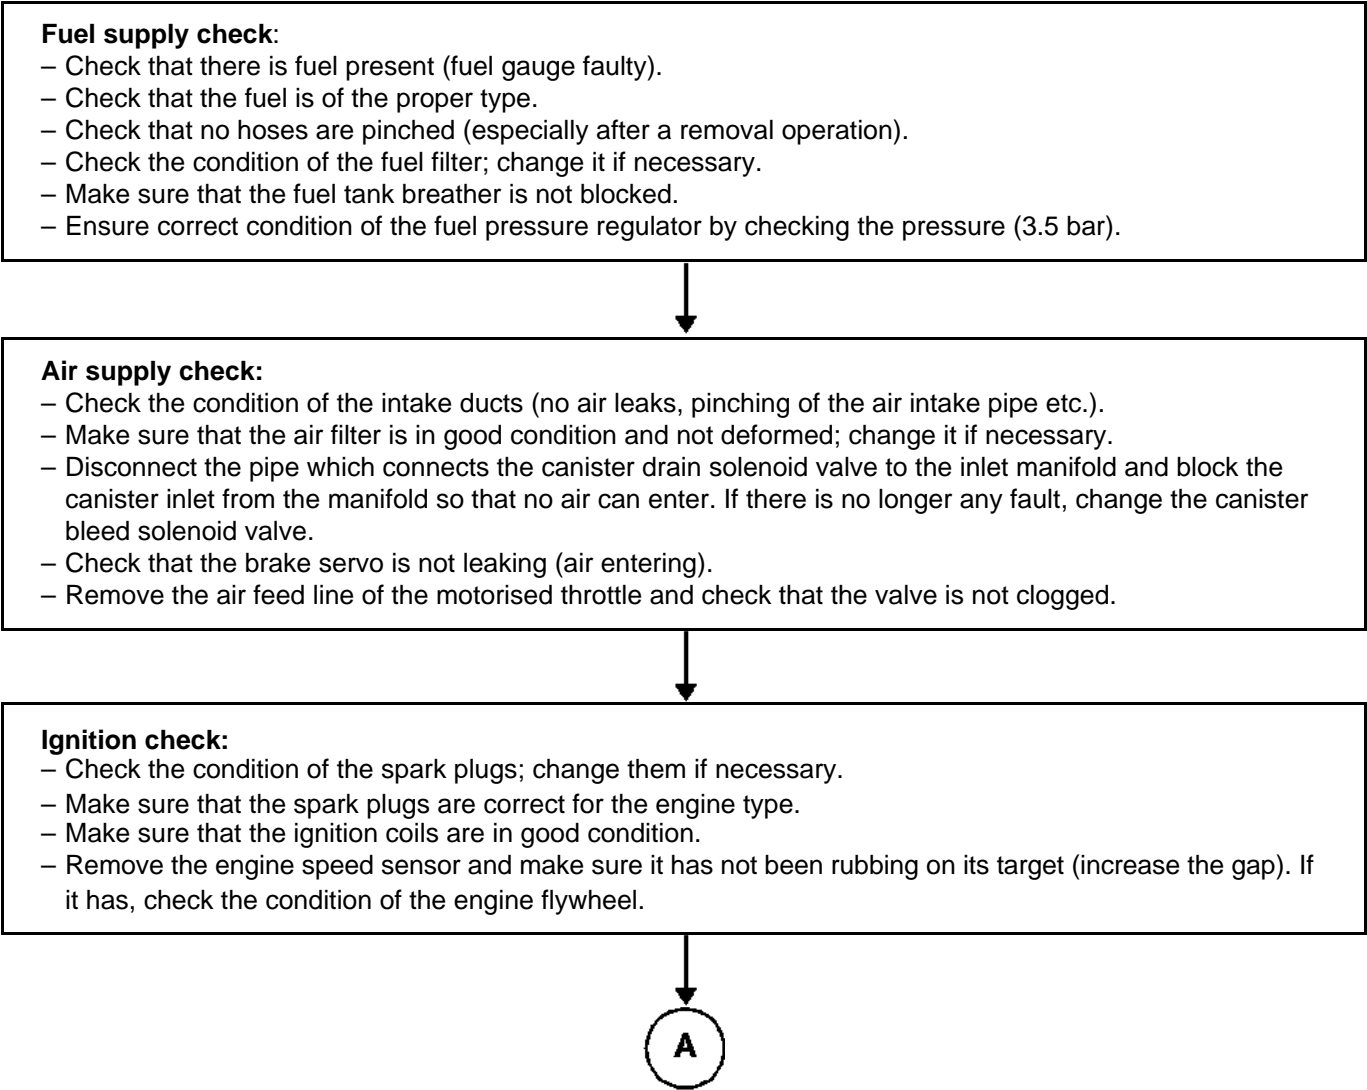 Fuel supply check:
– Check that there is fuel present (fuel gauge faulty).
– Check that the fuel is of the proper type.
– Check that no hoses are pinched (especially after a removal operation).
– Check the condition of the fuel filter; change it if necessary.
– Make sure that the fuel tank breather is not blocked.
– Ensure correct condition of the fuel pressure regulator by checking the pressure (3.5 bar).
Air supply check:
– Check the condition of the intake ducts (no air leaks, pinching of the air intake pipe etc.).
– Make sure that the air filter is in good condition and not deformed; change it if necessary.
– Disconnect the pipe which connects the canister drain solenoid valve to the inlet manifold and block the
canister inlet from the manifold so that no air can enter. If there is no longer any fault, change the canister
bleed solenoid valve.
– Check that the brake servo is not leaking (air entering).
– Remove the air feed line of the motorised throttle and check that the valve is not clogged.
Ignition check:
– Check the condition of the spark plugs; change them if necessary.
– Make sure that the spark plugs are correct for the engine type.
– Make sure that the ignition coils are in good condition.
– Remove the engine speed sensor and make sure it has not been rubbing on its target (increase the gap). If
it has, check the condition of the engine flywheel.
A